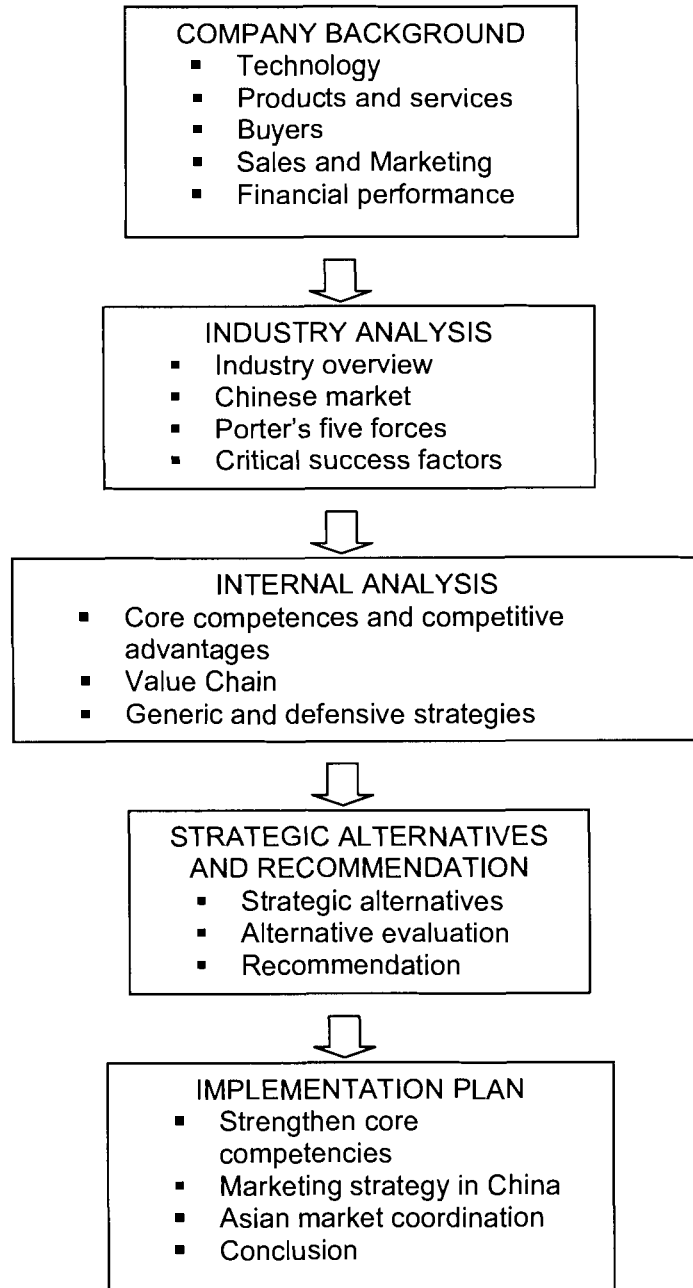 COMPANY BACKGROUND
▪ Technology
▪ Products and services
▪ Buyers
▪ Sales and Marketing
▪ Financial performance
INDUSTRY ANALYSIS
▪ Industry overview
▪ Chinese market
▪ Porter's five forces
▪ Critical success factors
INTERNAL ANALYSIS
▪ Core competences and competitive
advantages
▪ Value Chain
▪ Generic and defensive strategies
STRATEGIC ALTERNATIVES
AND RECOMMENDATION
▪ Strategic alternatives
▪ Alternative evaluation
▪ Recommendation
IMPLEMENTATION PLAN
▪ Strengthen core
competencies
▪ Marketing strategy in China
▪ Asian market coordination
▪ Conclusion